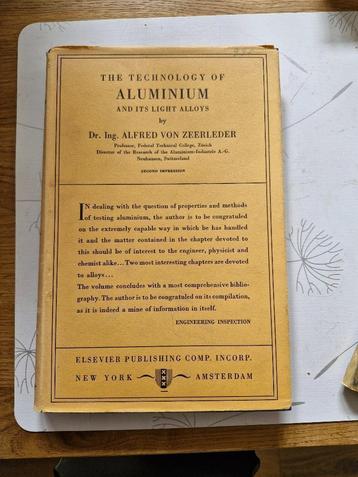 THE TECHNOLOGY OF
ALUMINIUM
AND ITS LIGHT ALLOYS
by
Dr. Ing. ALFRED VON ZEERLEDER
Professor, Federal Technical College, Zürich
Director of the Research of the Aluminium-Industrie A.-G.
Neuhausen, Switzerland
SECOND IMPRESSION
IN dealing with the question of properties and methods
of testing aluminium, the author is to be congratuled
on the extremely capable way in which be has handled
it and the matter contained in the chapter devoted to
this should be of interest to the engineer, physicist and
chemist alike... Two most interesting chapters are devoted
to alloys...
The volume concludes with a most comprehensive biblio-
graphy. The author is to be congratuled on its compilation,
as it is indeed a mine of information in itself.
ENGINEERING INSPECTION
ELSEVIER PUBLISHING COMP. INCORP.
NEW YORK AMSTERDAM